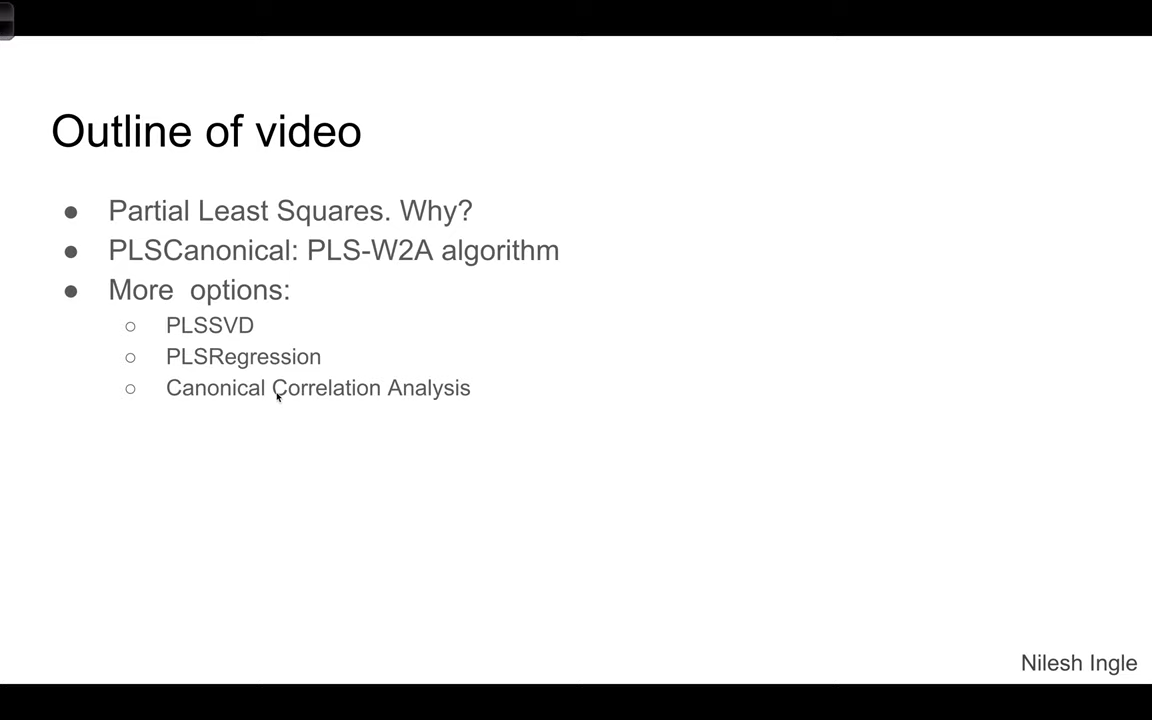 Outline of video
● Partial Least Squares. Why?
● PLSCanonical: PLS-W2A algorithm
● More  options:
○ PLSSVD
○ PLSRegression
○ Canonical Correlation Analysis
Nilesh Ingle